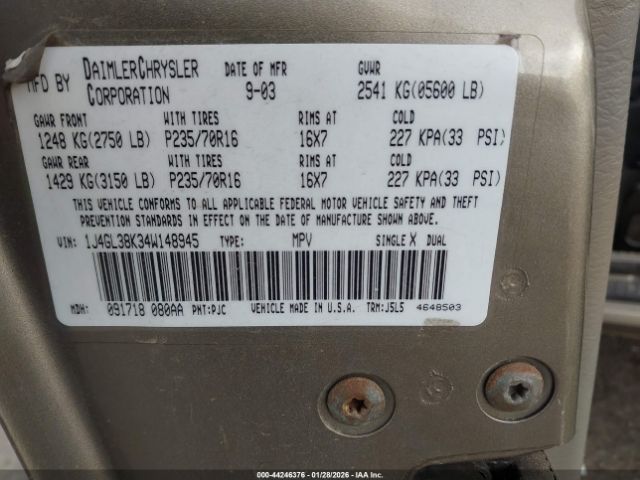 MFD BY DAIMLERCHRYSLER CORPORATION DATE OF MFR 9-03 GVWR 2541 KG(05600 LB)
GAWR FRONT WITH TIRES RIMS AT COLD
1248 KG(2750 LB) P235/70R16 16X7 227 KPA(33 PSI)
GAWR REAR WITH TIRES RIMS AT COLD
1429 KG(3150 LB) P235/70R16 16X7 227 KPA(33 PSI)
THIS VEHICLE CONFORMS TO ALL APPLICABLE FEDERAL MOTOR VEHICLE SAFETY AND THEFT
PREVENTION STANDARDS IN EFFECT ON THE DATE OF MANUFACTURE SHOWN ABOVE.
VIN: 1J4GL38K34W148945 TYPE: MPV SINGLE X DUAL
MDH: 091718 080AA PNT:PJC VEHICLE MADE IN U.S.A. TRM:J5L5 4648503
100-44246376 - 01/28/2026 - IAAI.COM